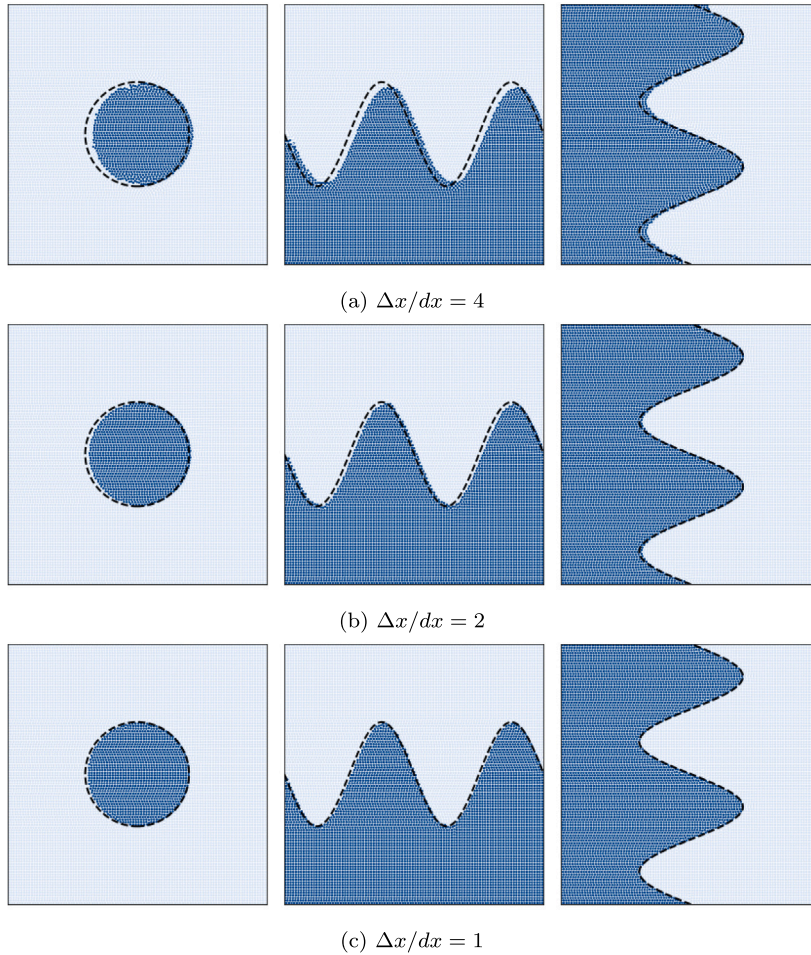 (a) Δx/dx = 4
(b) Δx/dx = 2
(c) Δx/dx = 1